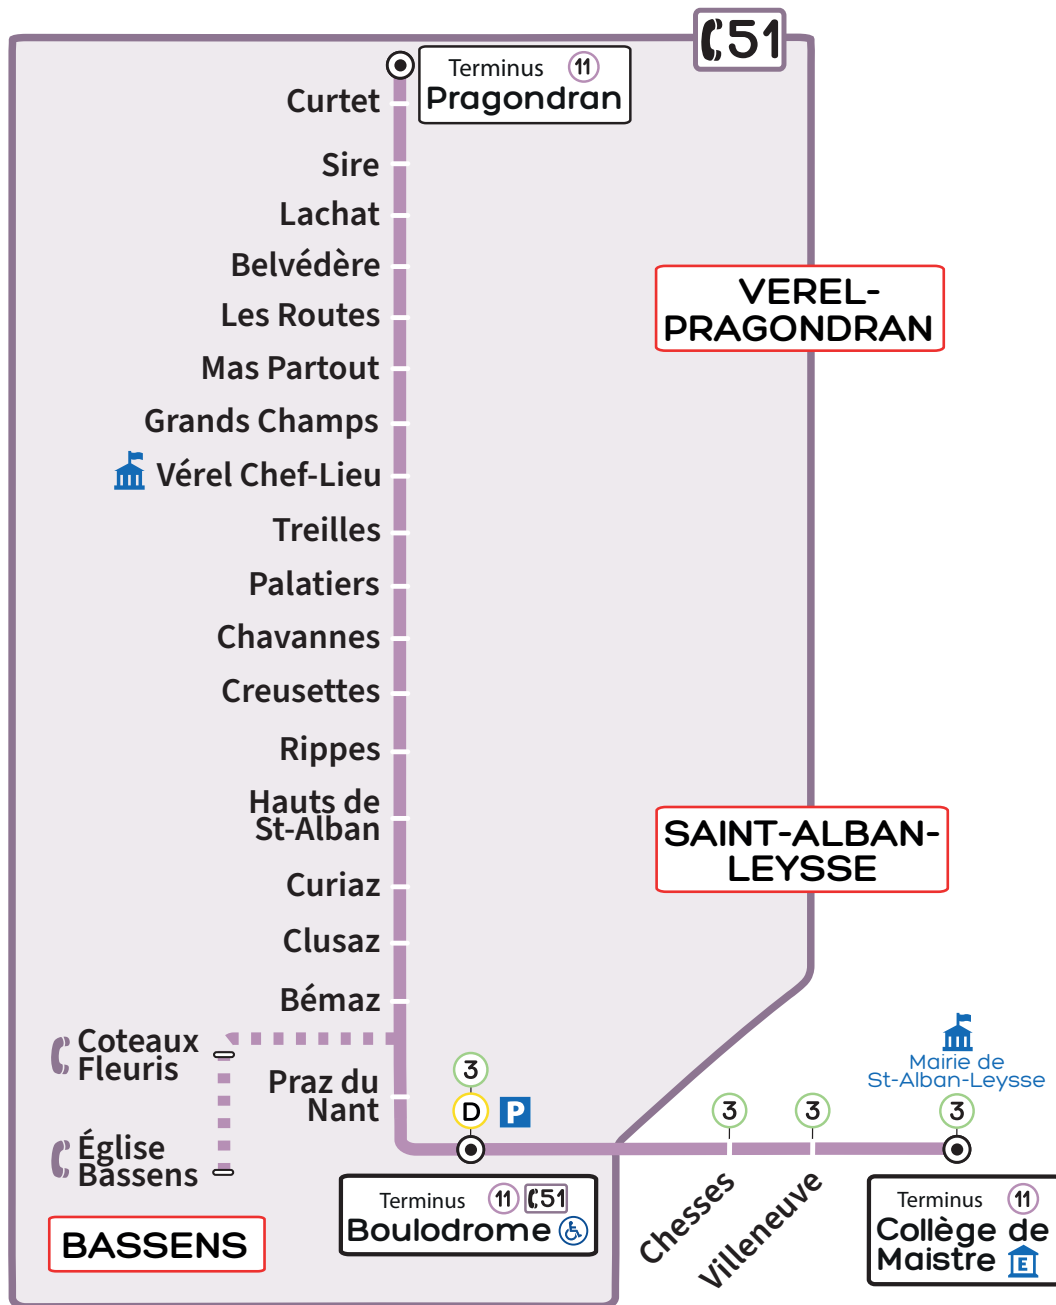 51
Terminus 11
Pragondran
Curtet
Sire
Lachat
Belvédère
Les Routes
Mas Partout
Grands Champs
Vérel Chef-Lieu
Treilles
Palatiers
Chavannes
Creusettes
Rippes
Hauts de
St-Alban
Curiaz
Clusaz
Bémaz
VEREL-
PRAGONDRAN
SAINT-ALBAN-
LEYSSE
Coteaux
Fleuris
Praz du
Nant
Église
Bassens
BASSENS
3
D P
Terminus 11 51
Boulodrome
3
Chesses
3
Villeneuve
Mairie de
St-Alban-Leysse
3
Terminus 11
Collège de
Maistre E